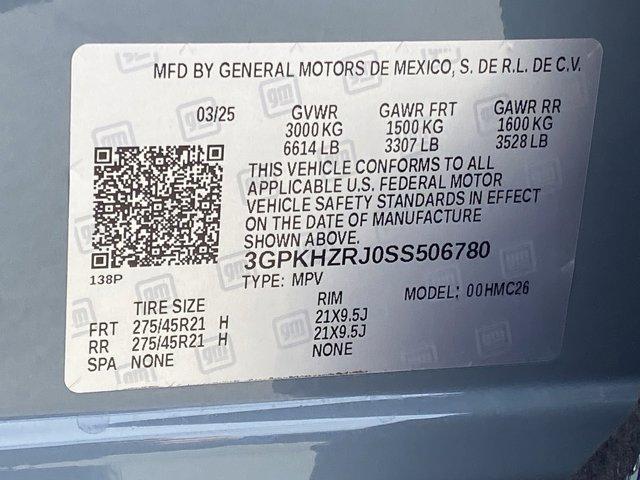 MFD BY GENERAL MOTORS DE MEXICO, S. DE R.L. DE C.V.
03/25 GVWR GAWR FRT GAWR RR
3000 KG 1500 KG 1600 KG
6614 LB 3307 LB 3528 LB
THIS VEHICLE CONFORMS TO ALL
APPLICABLE U.S. FEDERAL MOTOR
VEHICLE SAFETY STANDARDS IN EFFECT
ON THE DATE OF MANUFACTURE
SHOWN ABOVE.
3GPKHZRJ0SS506780
138P
TYPE: MPV
MODEL: 00HMC26
TIRE SIZE RIM
FRT 275/45R21 H 21X9.5J
RR 275/45R21 H 21X9.5J
SPA NONE NONE
gm